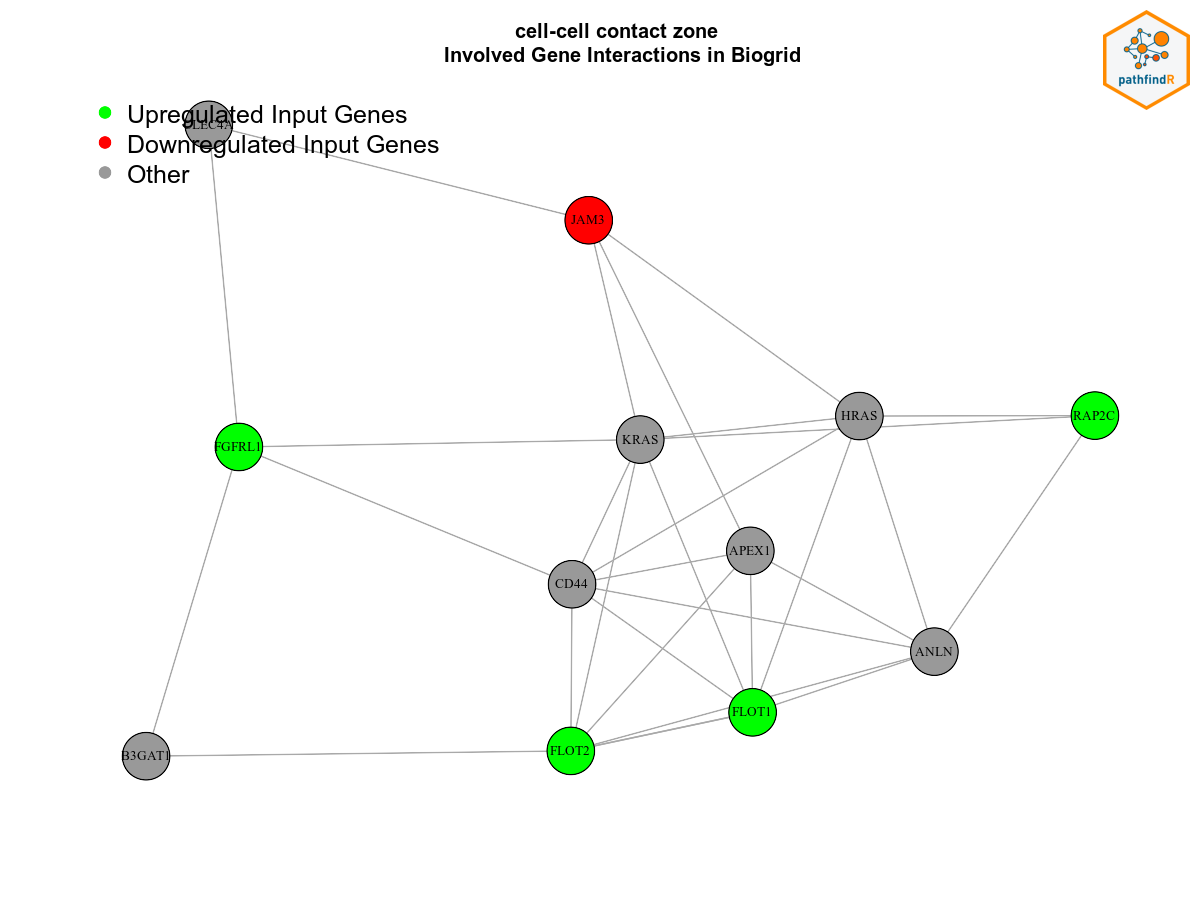 cell-cell contact zone
Involved Gene Interactions in Biogrid
pathfindR
Upregulated Input Genes
Downregulated Input Genes
Other
JAM3
HRAS
RAP2C
KRAS
FGFRL1
APEX1
CD44
ANLN
FLOT1
FLOT2
B3GAT1